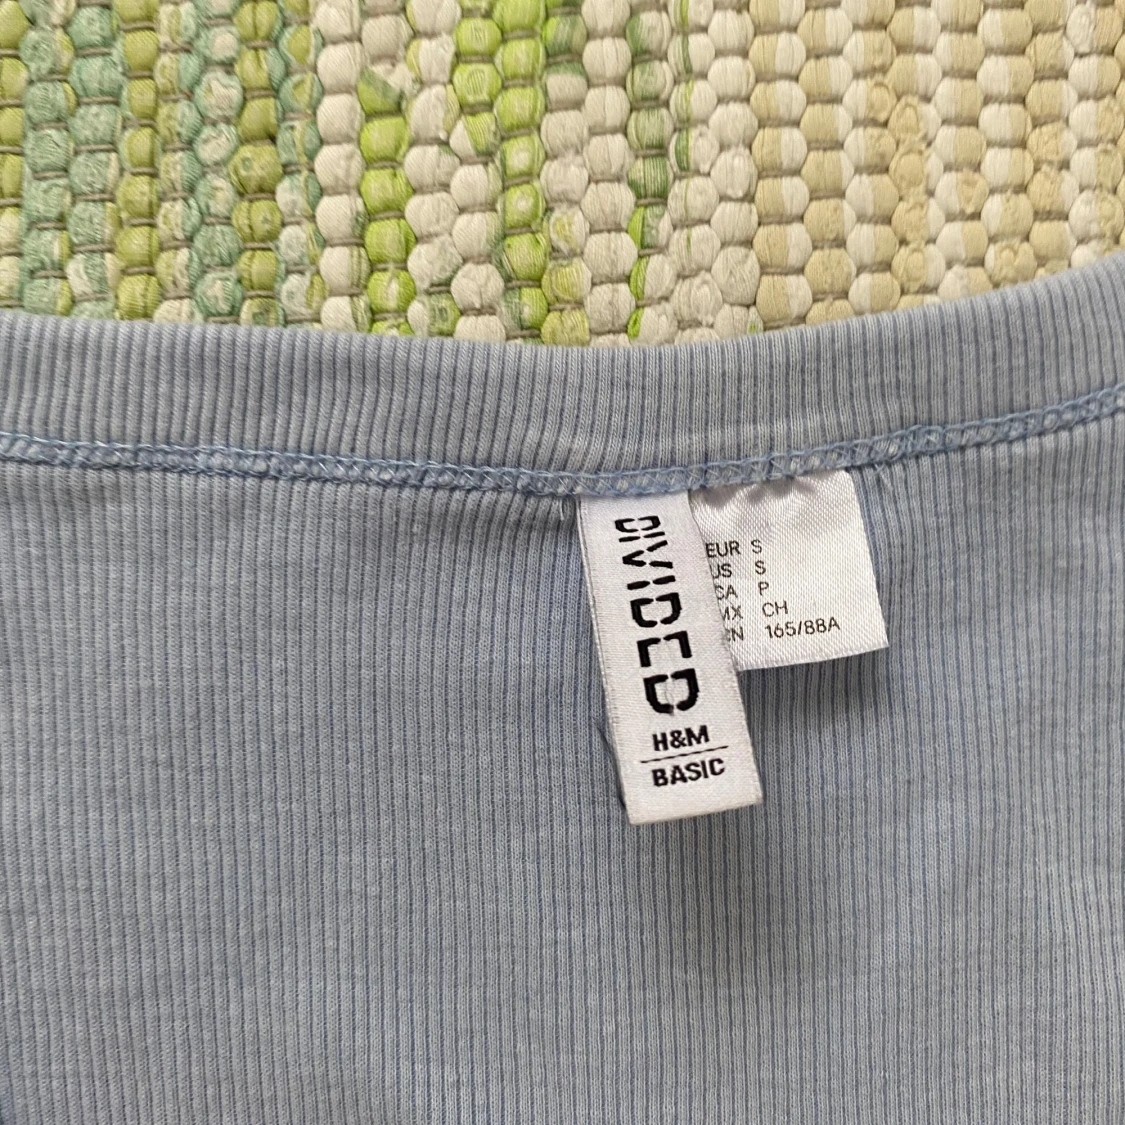 DIVIDED
H&M
BASIC
EUR S
US S
CA P
MX CH
CN 165/88A